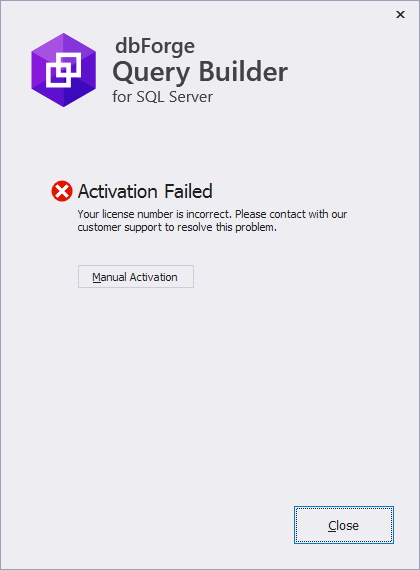 dbForge
Query Builder
for SQL Server
Activation Failed
Your license number is incorrect. Please contact with our
customer support to resolve this problem.
Manual Activation
Close